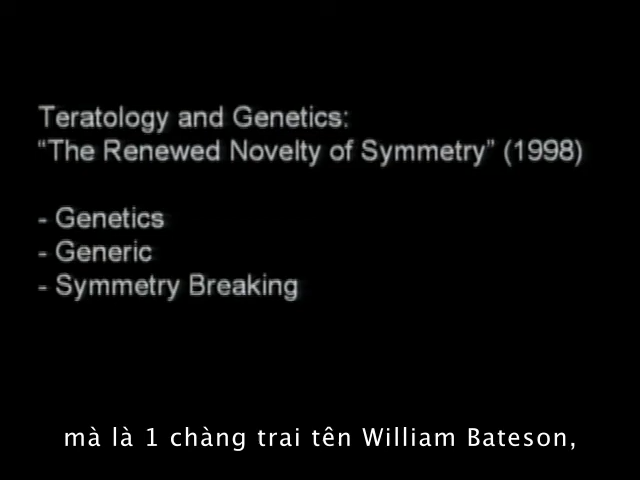 Teratology and Genetics:
“The Renewed Novelty of Symmetry” (1998)
- Genetics
- Generic
- Symmetry Breaking
mà là 1 chàng trai tên William Bateson,